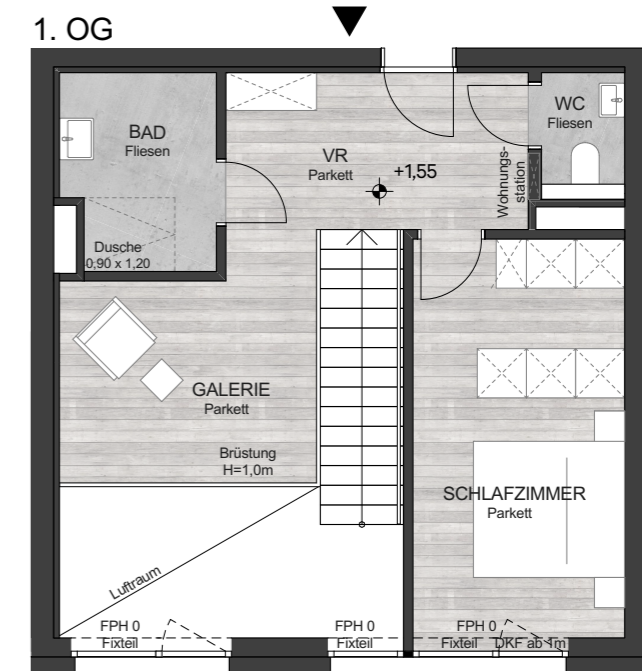 1. OG
BAD
Fliesen
WC
Fliesen
VR
Parkett
+1,55
Wohnungs-
station
Dusche
0,90 x 1,20
GALERIE
Parkett
Brüstung
H=1,0m
SCHLAFZIMMER
Parkett
Luftraum
FPH 0
Fixteil
FPH 0
Fixteil
FPH 0
Fixteil DKF ab 1m